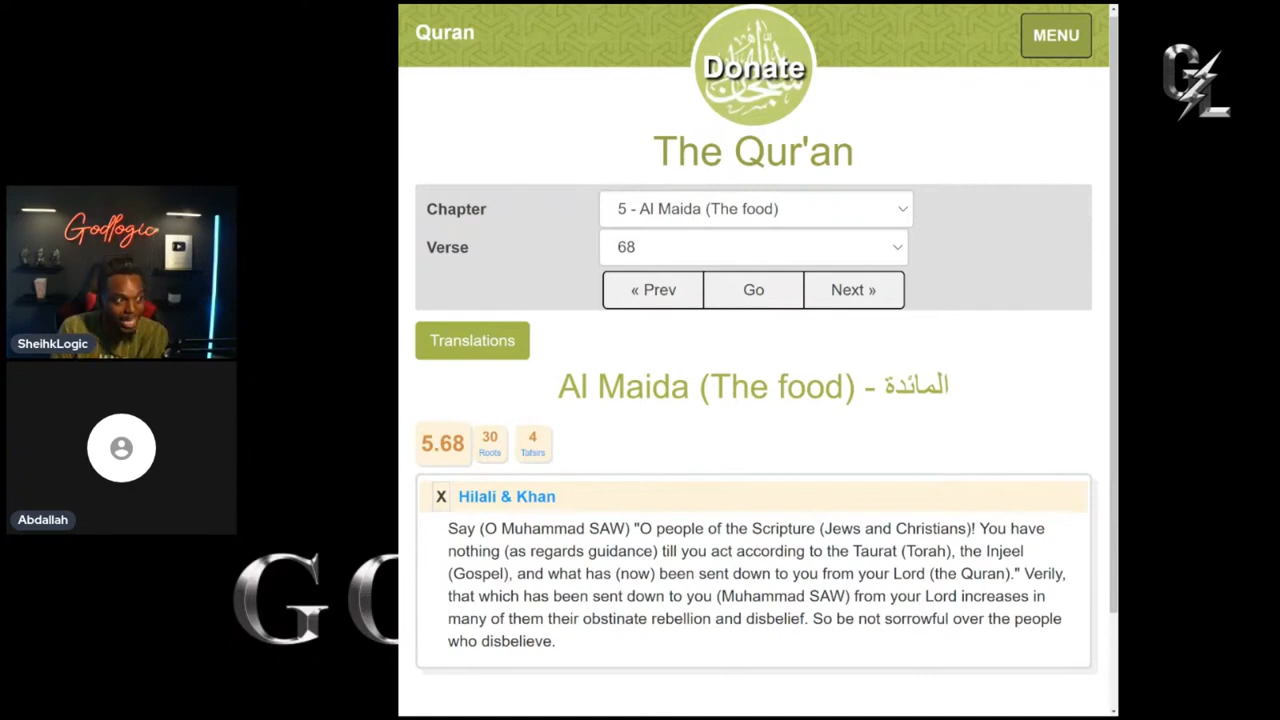 Quran
Donate
MENU
The Qur'an
Chapter
5 - Al Maida (The food)
Verse
68
« Prev
Go
Next »
Translations
Al Maida (The food) - المائدة
5.68
30
Roots
4
Tafsirs
X Hilali & Khan
Say (O Muhammad SAW) "O people of the Scripture (Jews and Christians)! You have
nothing (as regards guidance) till you act according to the Taurat (Torah), the Injeel
(Gospel), and what has (now) been sent down to you from your Lord (the Quran)." Verily,
that which has been sent down to you (Muhammad SAW) from your Lord increases in
many of them their obstinate rebellion and disbelief. So be not sorrowful over the people
who disbelieve.
Godlogic
SheihkLogic
Abdallah
GO
GL